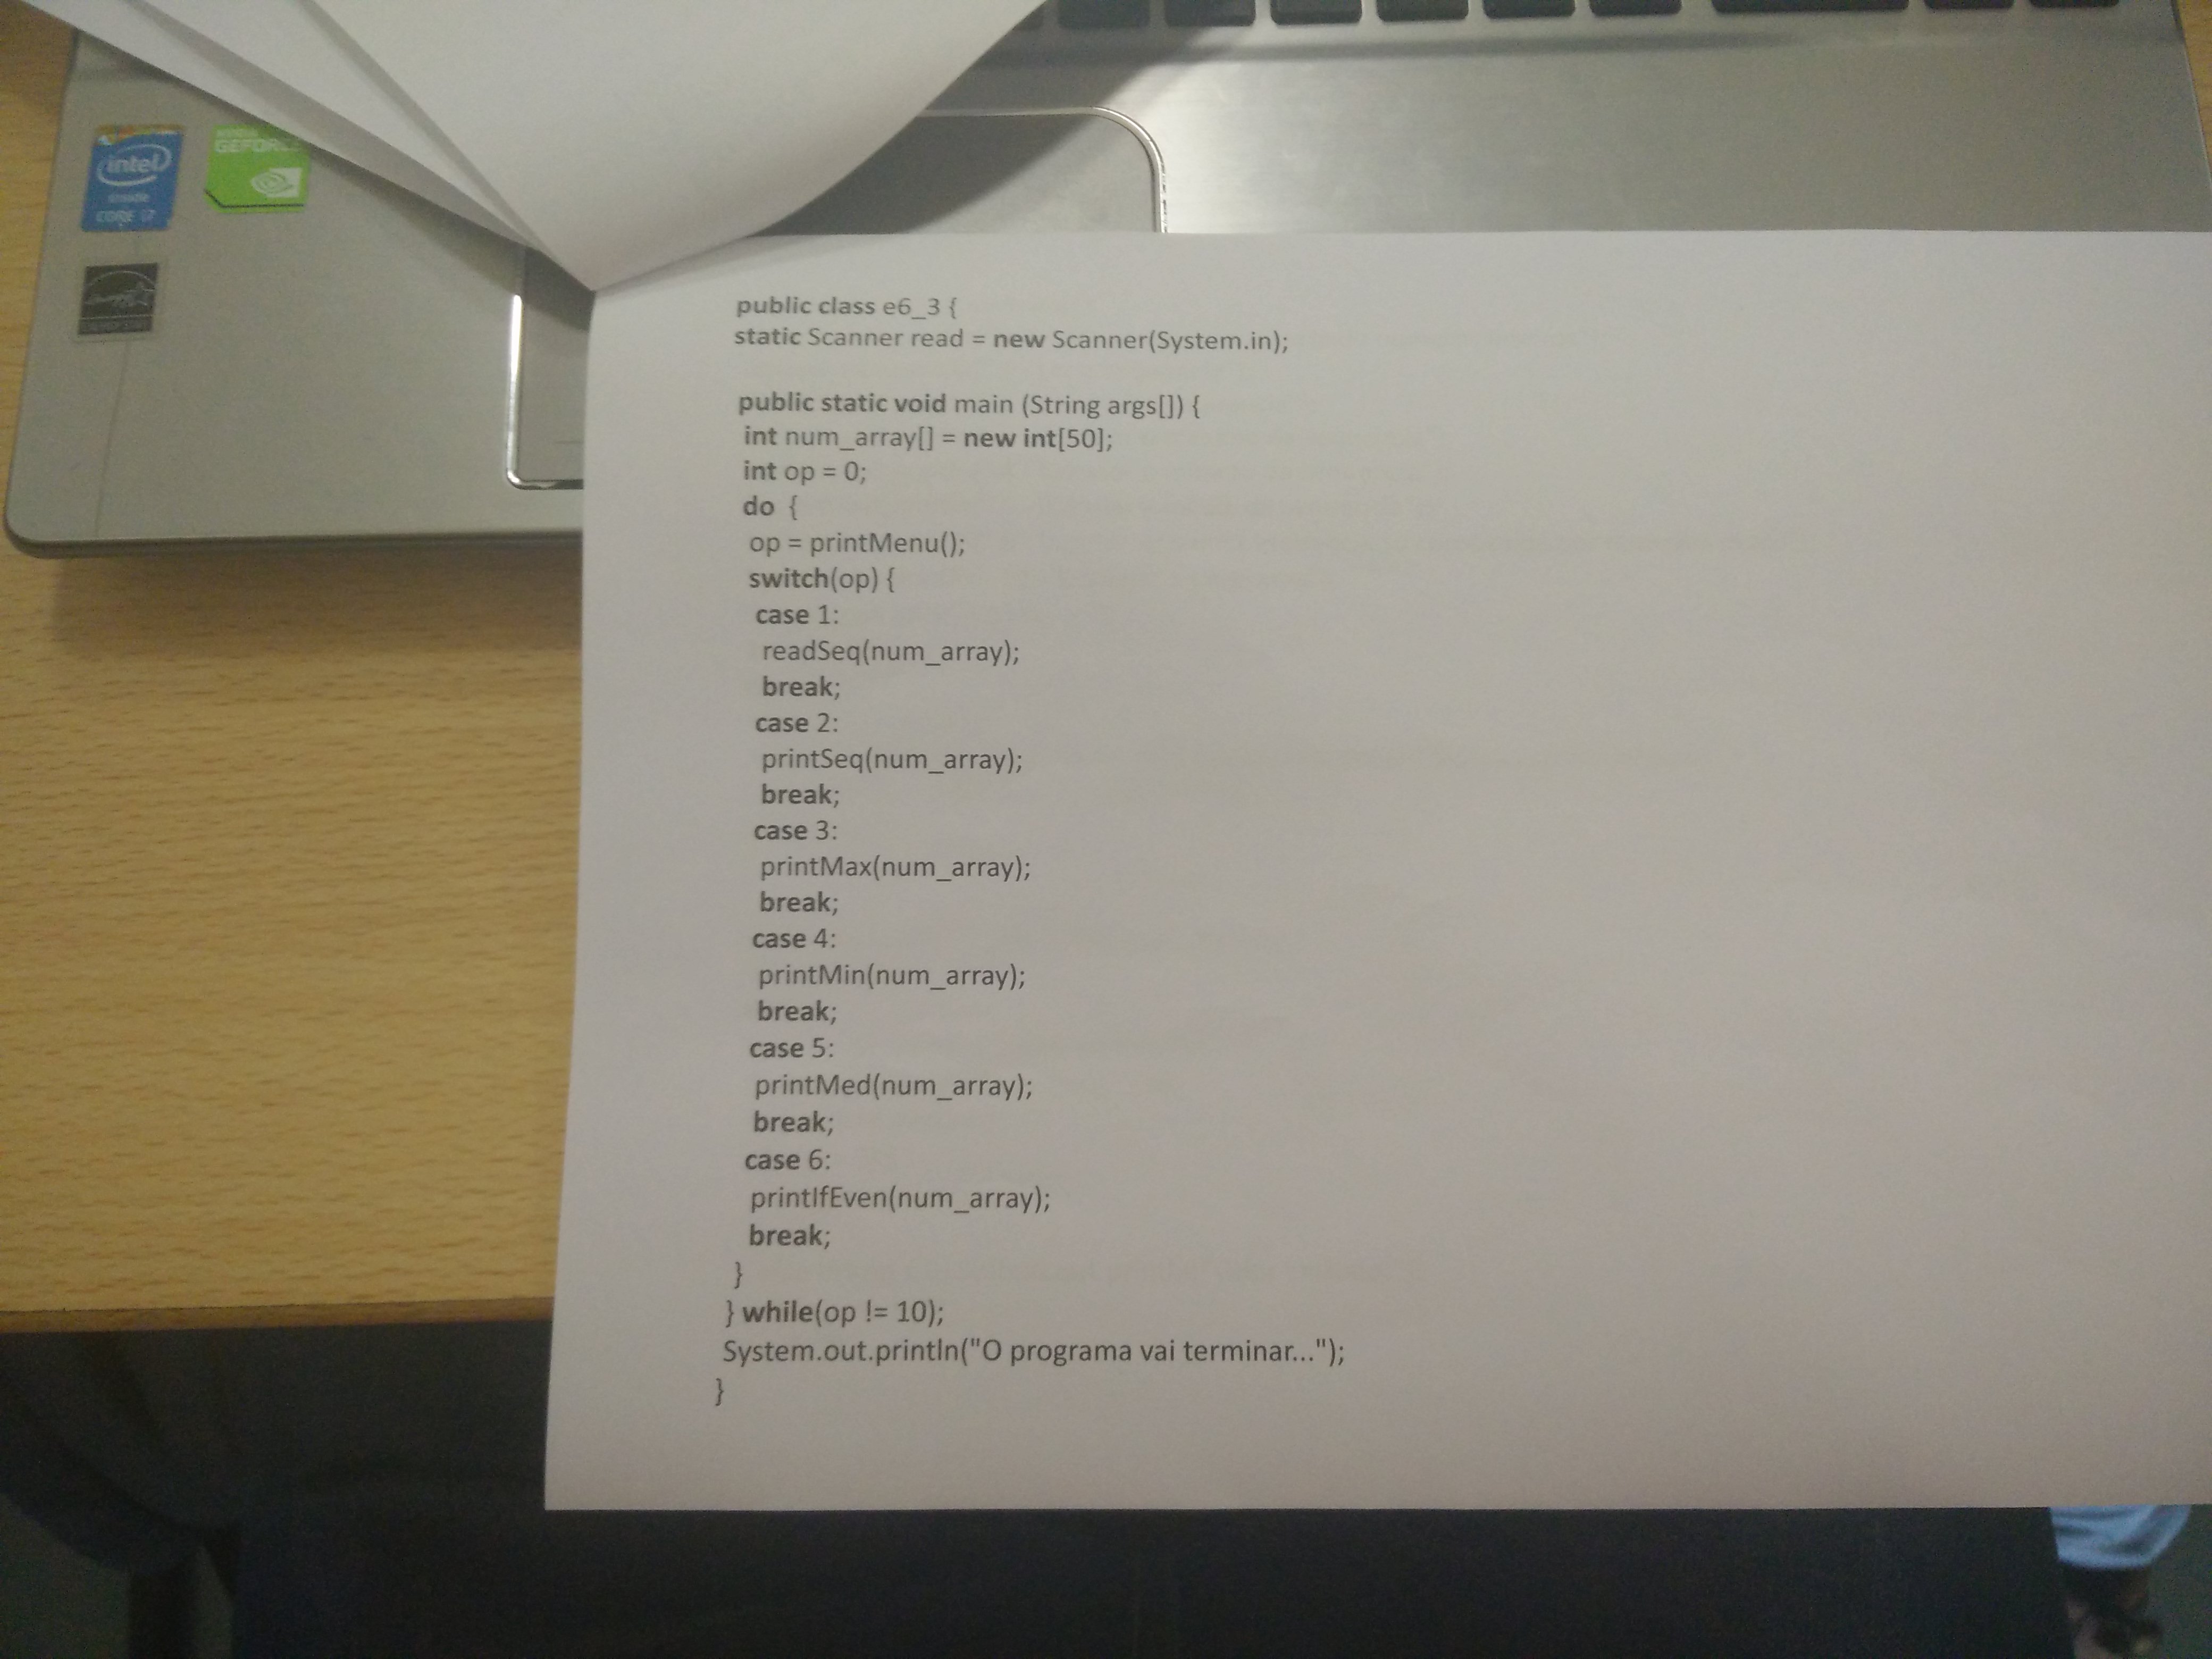 intel
inside
CORE i7
NVIDIA
GEFORCE
ENERGY STAR
public class e6_3 {
static Scanner read = new Scanner(System.in);
public static void main (String args[]) {
int num_array[] = new int[50];
int op = 0;
do {
op = printMenu();
switch(op) {
case 1:
readSeq(num_array);
break;
case 2:
printSeq(num_array);
break;
case 3:
printMax(num_array);
break;
case 4:
printMin(num_array);
break;
case 5:
printMed(num_array);
break;
case 6:
printIfEven(num_array);
break;
}
} while(op != 10);
System.out.println("O programa vai terminar...");
}